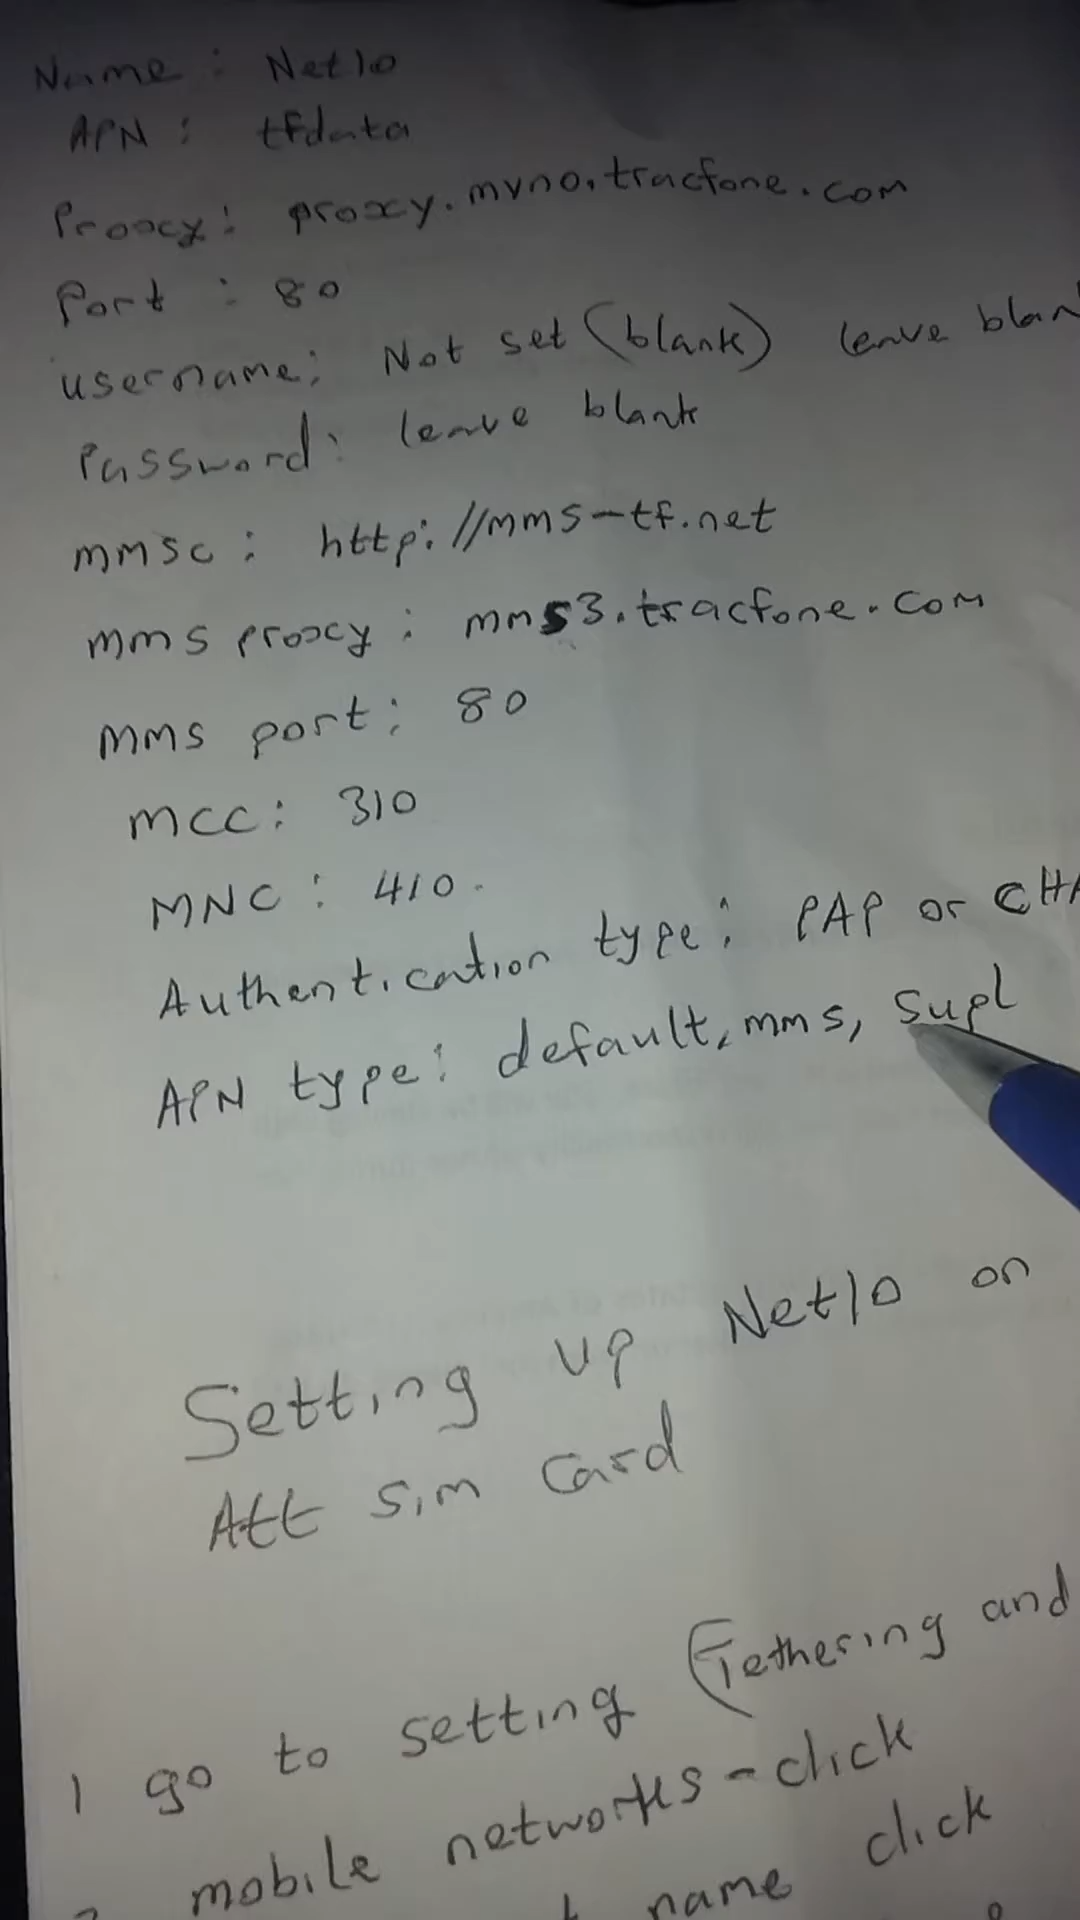 Name : Net10
APN : tfdata
Proxy: proxy.mvno.tracfone.com
Port : 80
username: Not set (blank) leave blan
Password: leave blank
mmsc : http://mms-tf.net
mms proxy : mms3.tracfone.com
mms port: 80
MCC: 310
MNC : 410
Authentication type: PAP or CHA
APN type: default, mms, supl
Setting up Net10 on
Att sim card
1 go to setting (Tethering and
mobile networks - click
name click